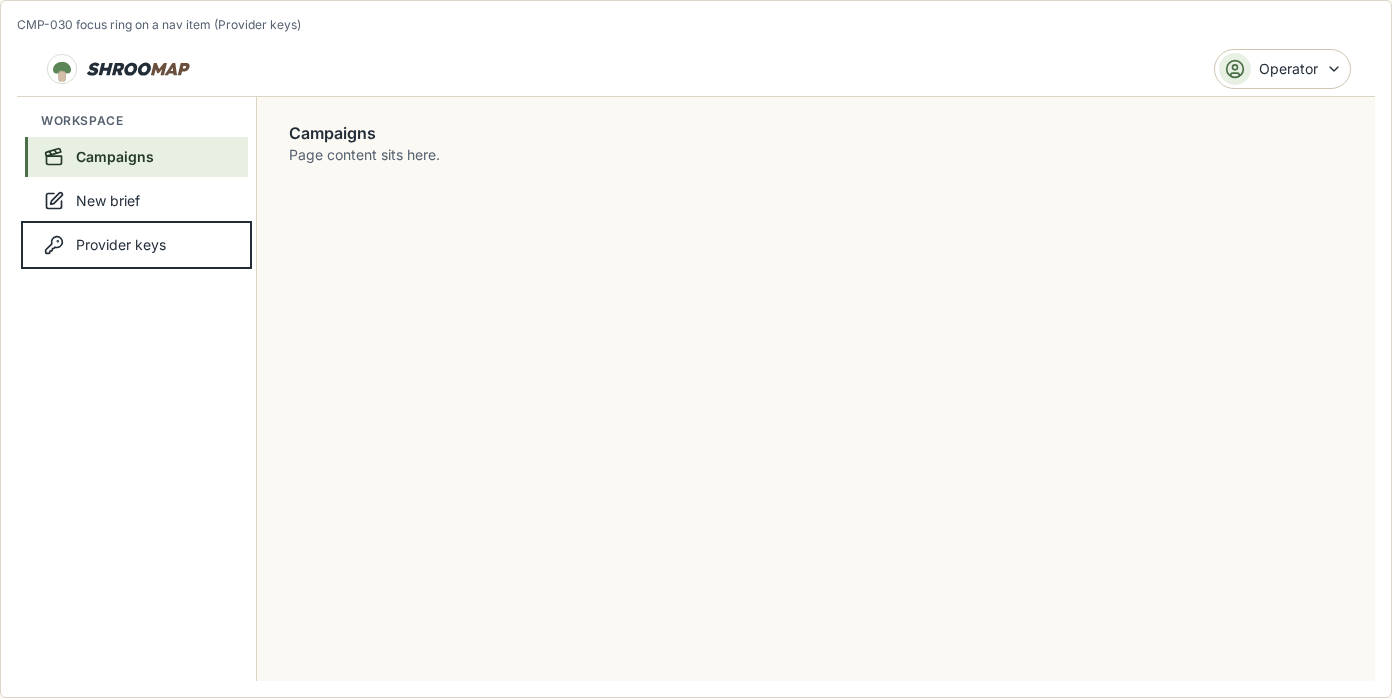 CMP-030 focus ring on a nav item (Provider keys)
SHROOMAP
Operator
WORKSPACE
Campaigns
New brief
Provider keys
Campaigns
Page content sits here.